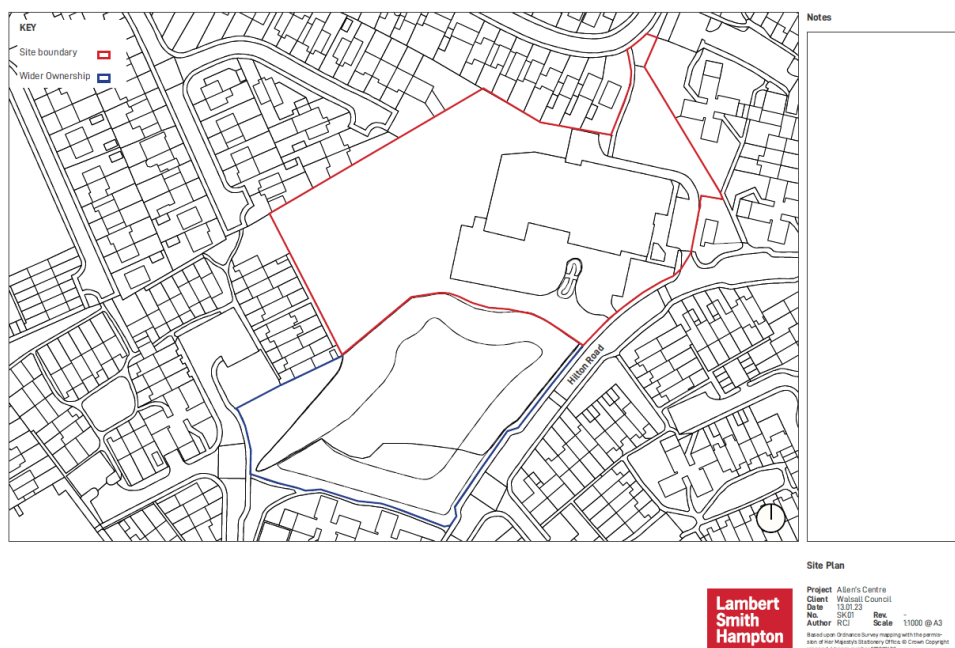 KEY
Site boundary
Wider Ownership
Hilton Road
Notes
Site Plan
Project Allen's Centre
Client Walsall Council
Date 13.01.23
No. SK01 Rev. -
Author RCJ Scale 1:1000 @ A3
Based upon Ordnance Survey mapping with the permis-
sion of Her Majesty's Stationery Office. © Crown Copyright
Lambert
Smith
Hampton